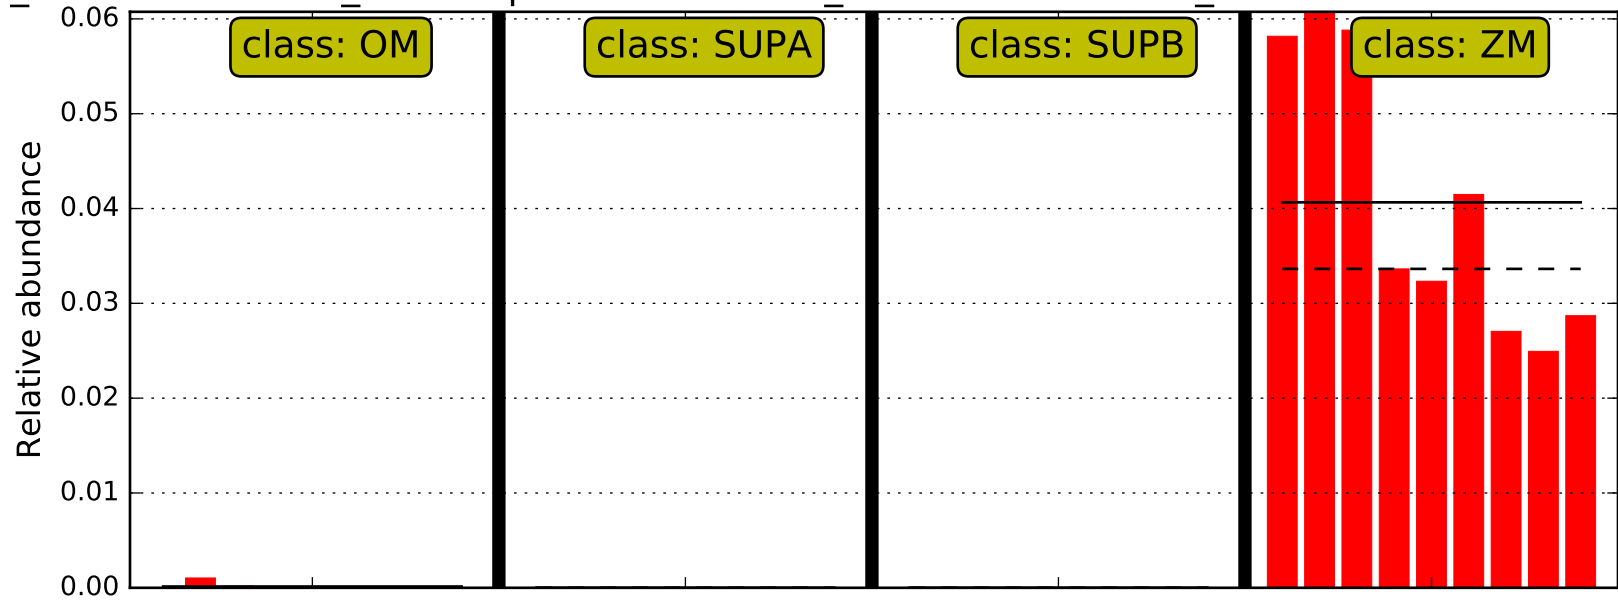 0.06
class: OM
class: SUPA
class: SUPB
class: ZM
0.05
0.04
0.03
0.02
0.01
0.00
Relative abundance